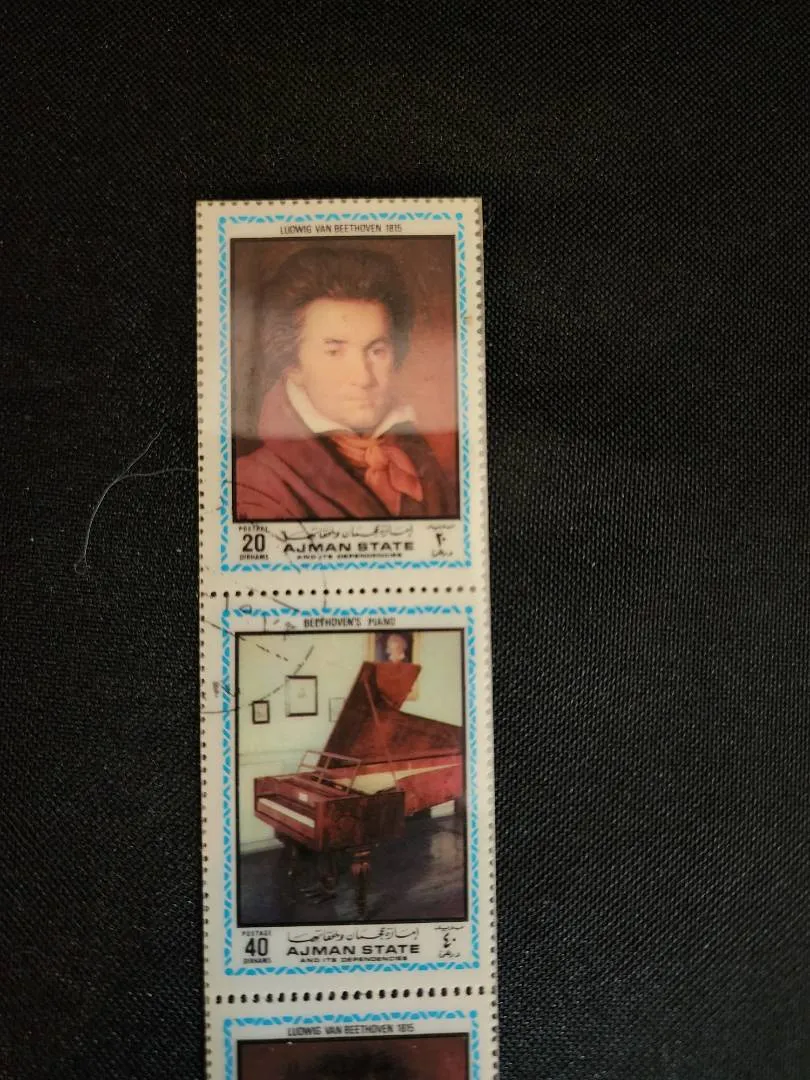 LUDWIG VAN BEETHOVEN 1815
POSTAGE
20
DIRHAMS
إمارة عجمان وملحقاتها
AJMAN STATE
AND ITS DEPENDENCIES
٢٠
BEETHOVEN'S PIANO
POSTAGE
40
DIRHAMS
إمارة عجمان وملحقاتها
AJMAN STATE
AND ITS DEPENDENCIES
٤٠
LUDWIG VAN BEETHOVEN 1815